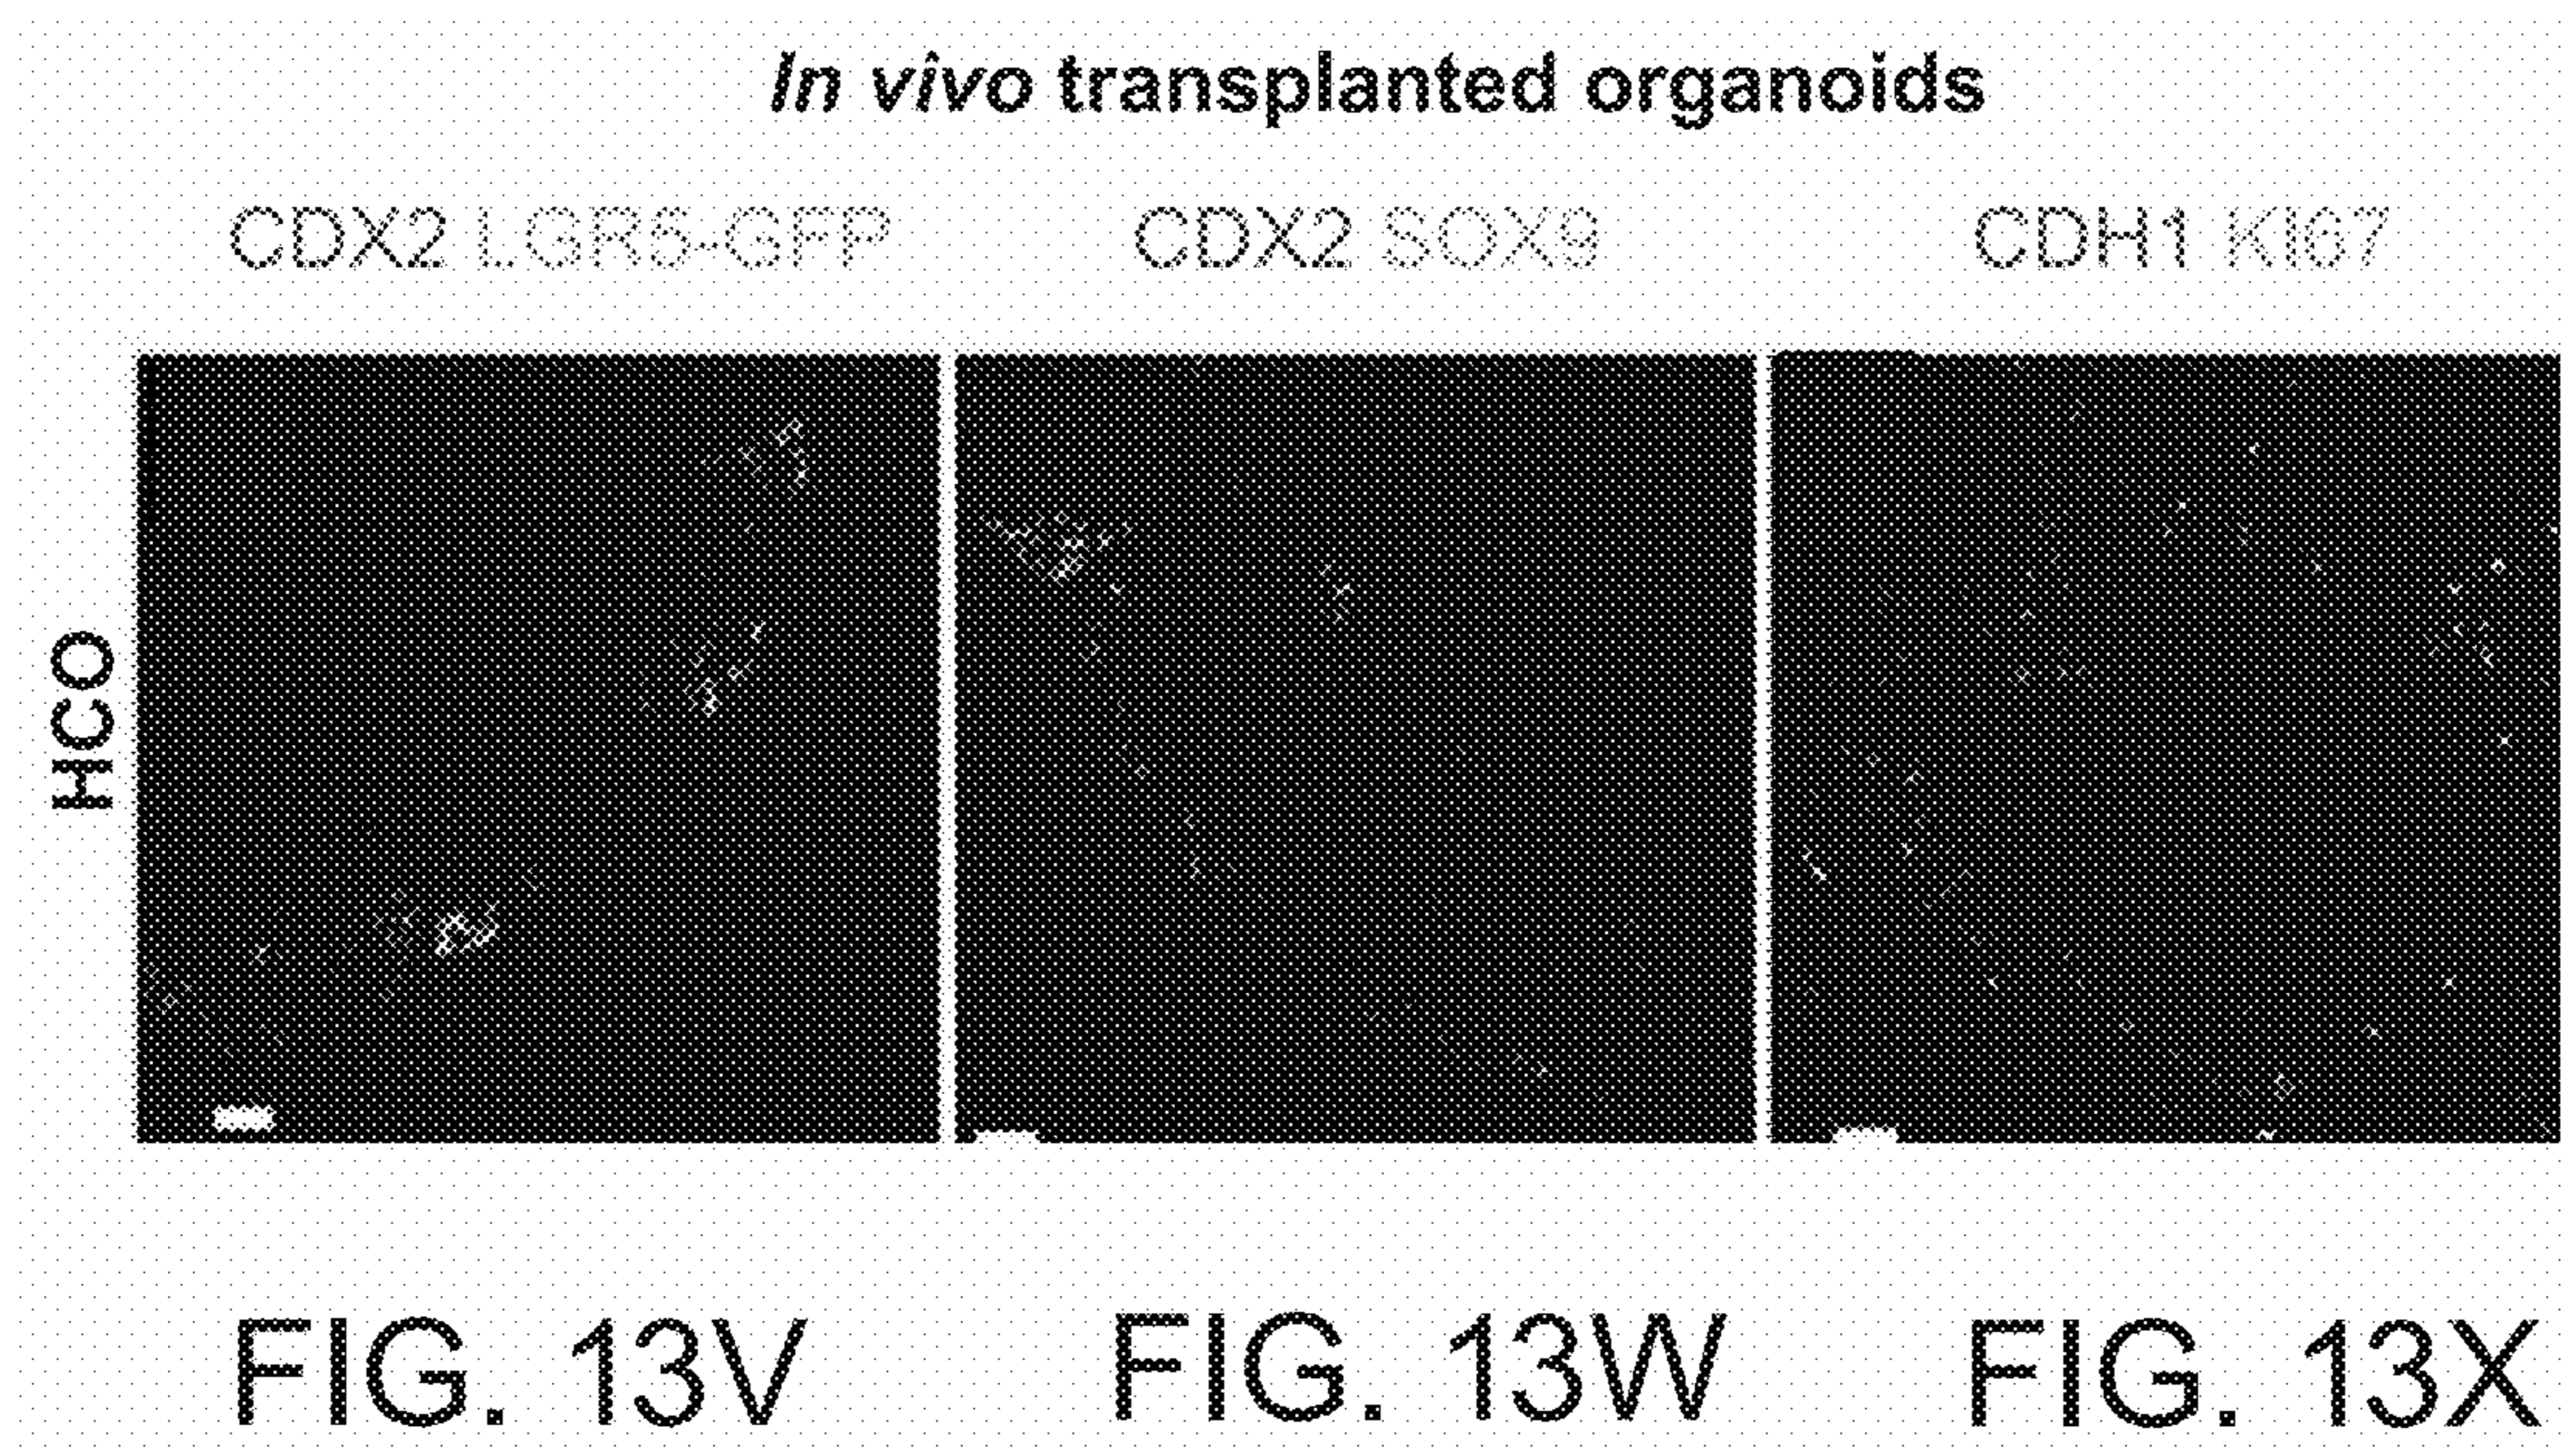 In vivo transplanted organoids
CDX2 LGR5-GFP
CDX2 SOX9
CDH1 KI67
HCO
FIG. 13V
FIG. 13W
FIG. 13X